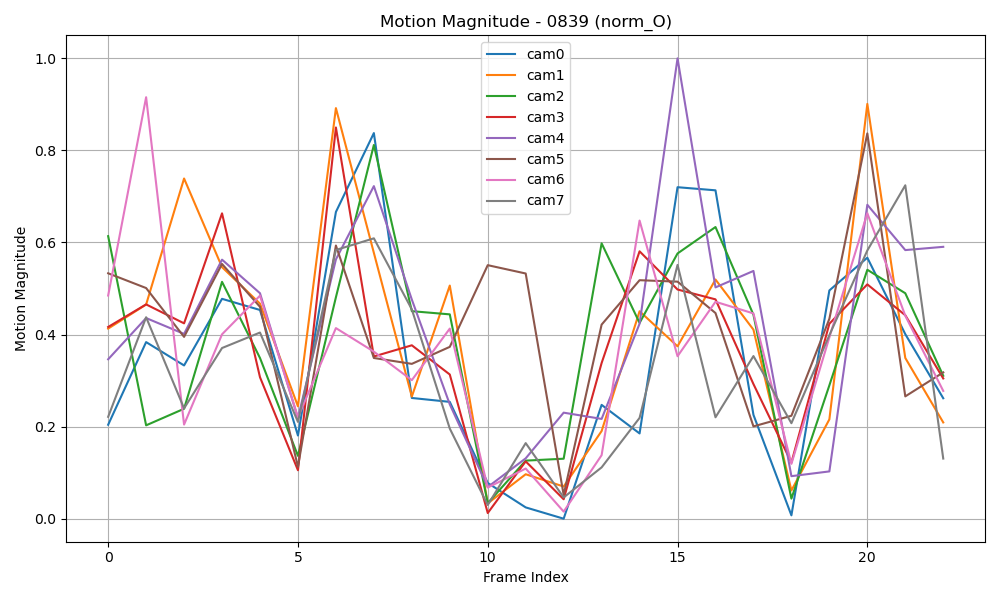 Motion Magnitude - 0839 (norm_O)
Motion Magnitude
1.0
0.8
0.6
0.4
0.2
0.0
cam0
cam1
cam2
cam3
cam4
cam5
cam6
cam7
0 5 10 15 20
Frame Index